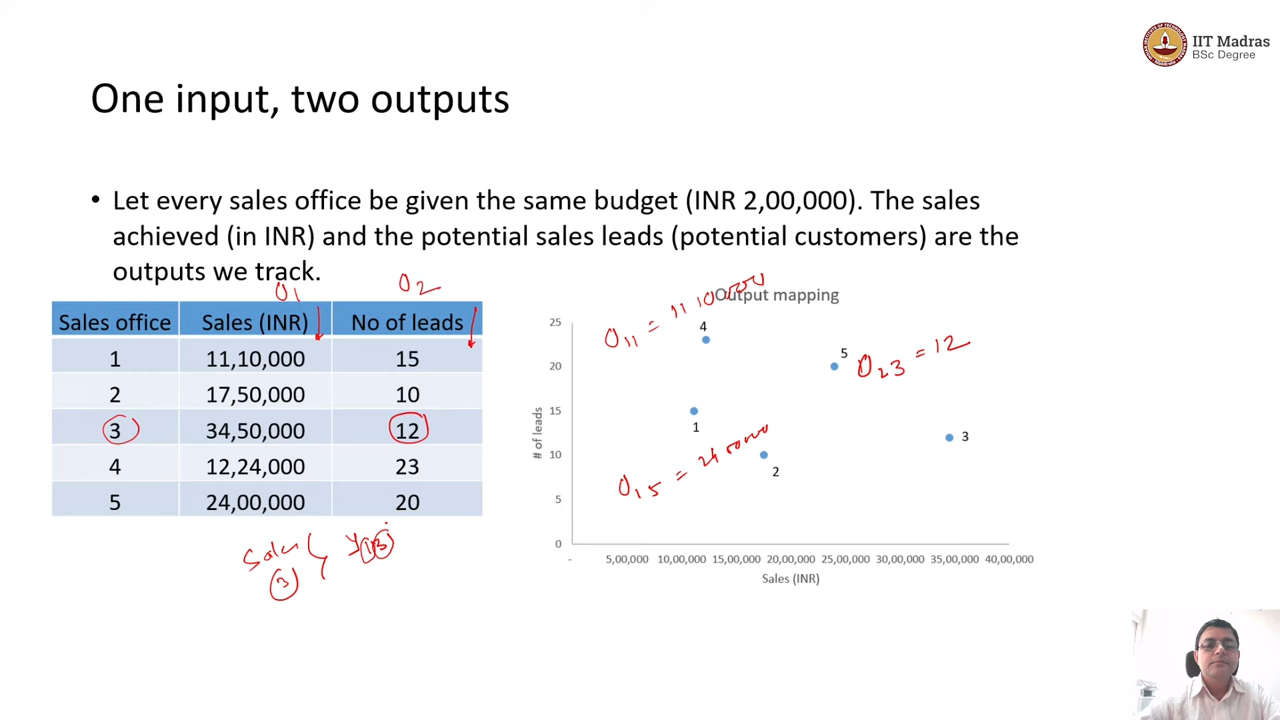 IIT Madras
BSc Degree
One input, two outputs
• Let every sales office be given the same budget (INR 2,00,000). The sales
achieved (in INR) and the potential sales leads (potential customers) are the
outputs we track.
O1 O2
Sales office Sales (INR) No of leads
1 11,10,000 15
2 17,50,000 10
3 34,50,000 12
4 12,24,000 23
5 24,00,000 20
Sales
3
Output mapping
O11 = 1110000
O23 = 12
O15 =
# of leads
25
20
15
10
5
0
4
5
1
3
2
- 5,00,000 10,00,000 15,00,000 20,00,000 25,00,000 30,00,000 35,00,000 40,00,000
Sales (INR)